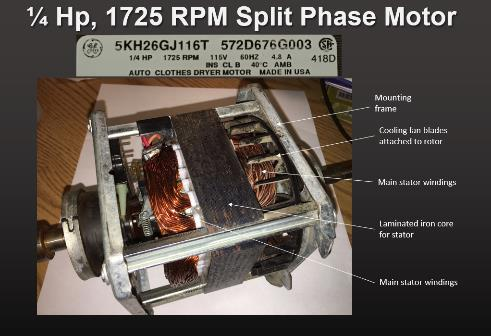 ¼ Hp, 1725 RPM Split Phase Motor
5KH26GJ116T 572D676G003
418D
1/4 HP 1725 RPM 115V 60HZ 4.8 A
INS CL B 40°C AMB
AUTO CLOTHES DRYER MOTOR MADE IN USA
Mounting
frame
Cooling fan blades
attached to rotor
Main stator windings
Laminated iron core
for stator
Main stator windings